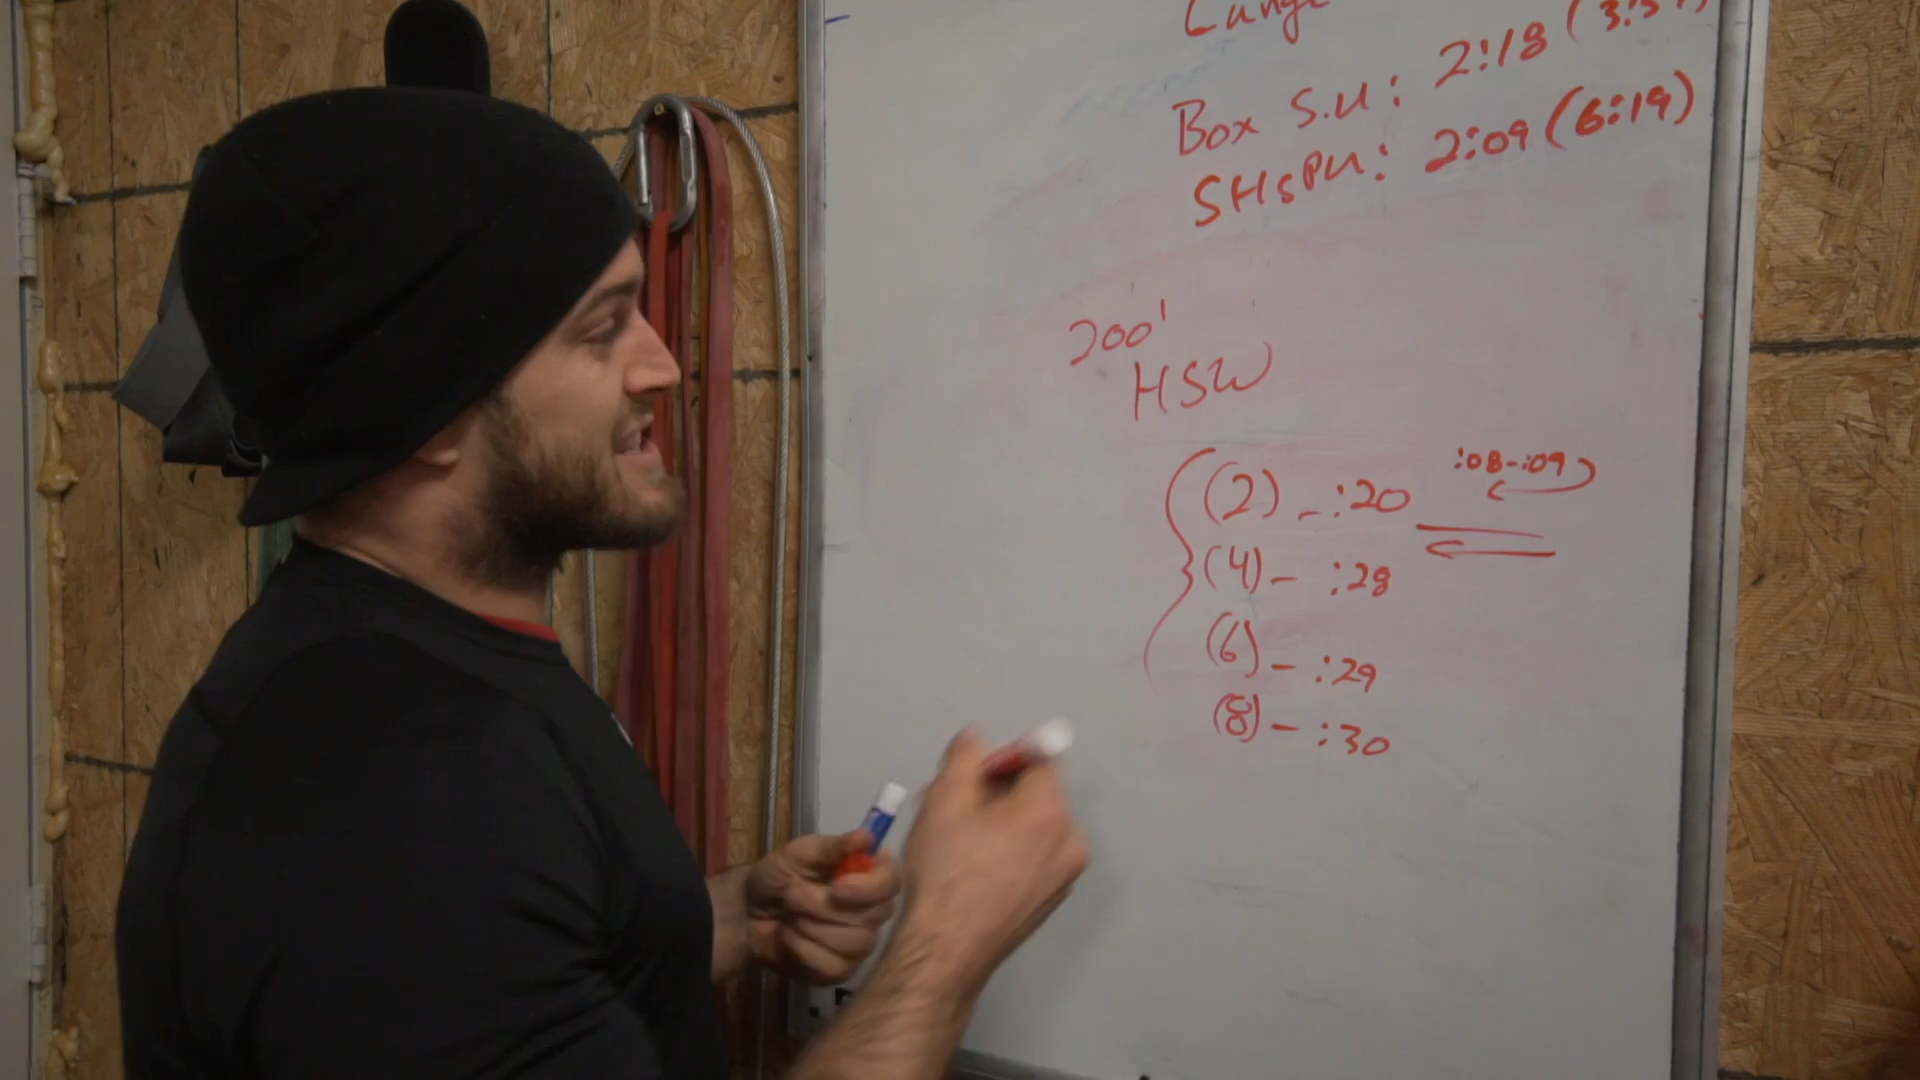 Lunge
Box S.U: 2:18
SHSPU: 2:09 (6:19)
200'
HSW
:08-:09
(2) - :20
(4) - :28
(6) - :29
(8) - :30